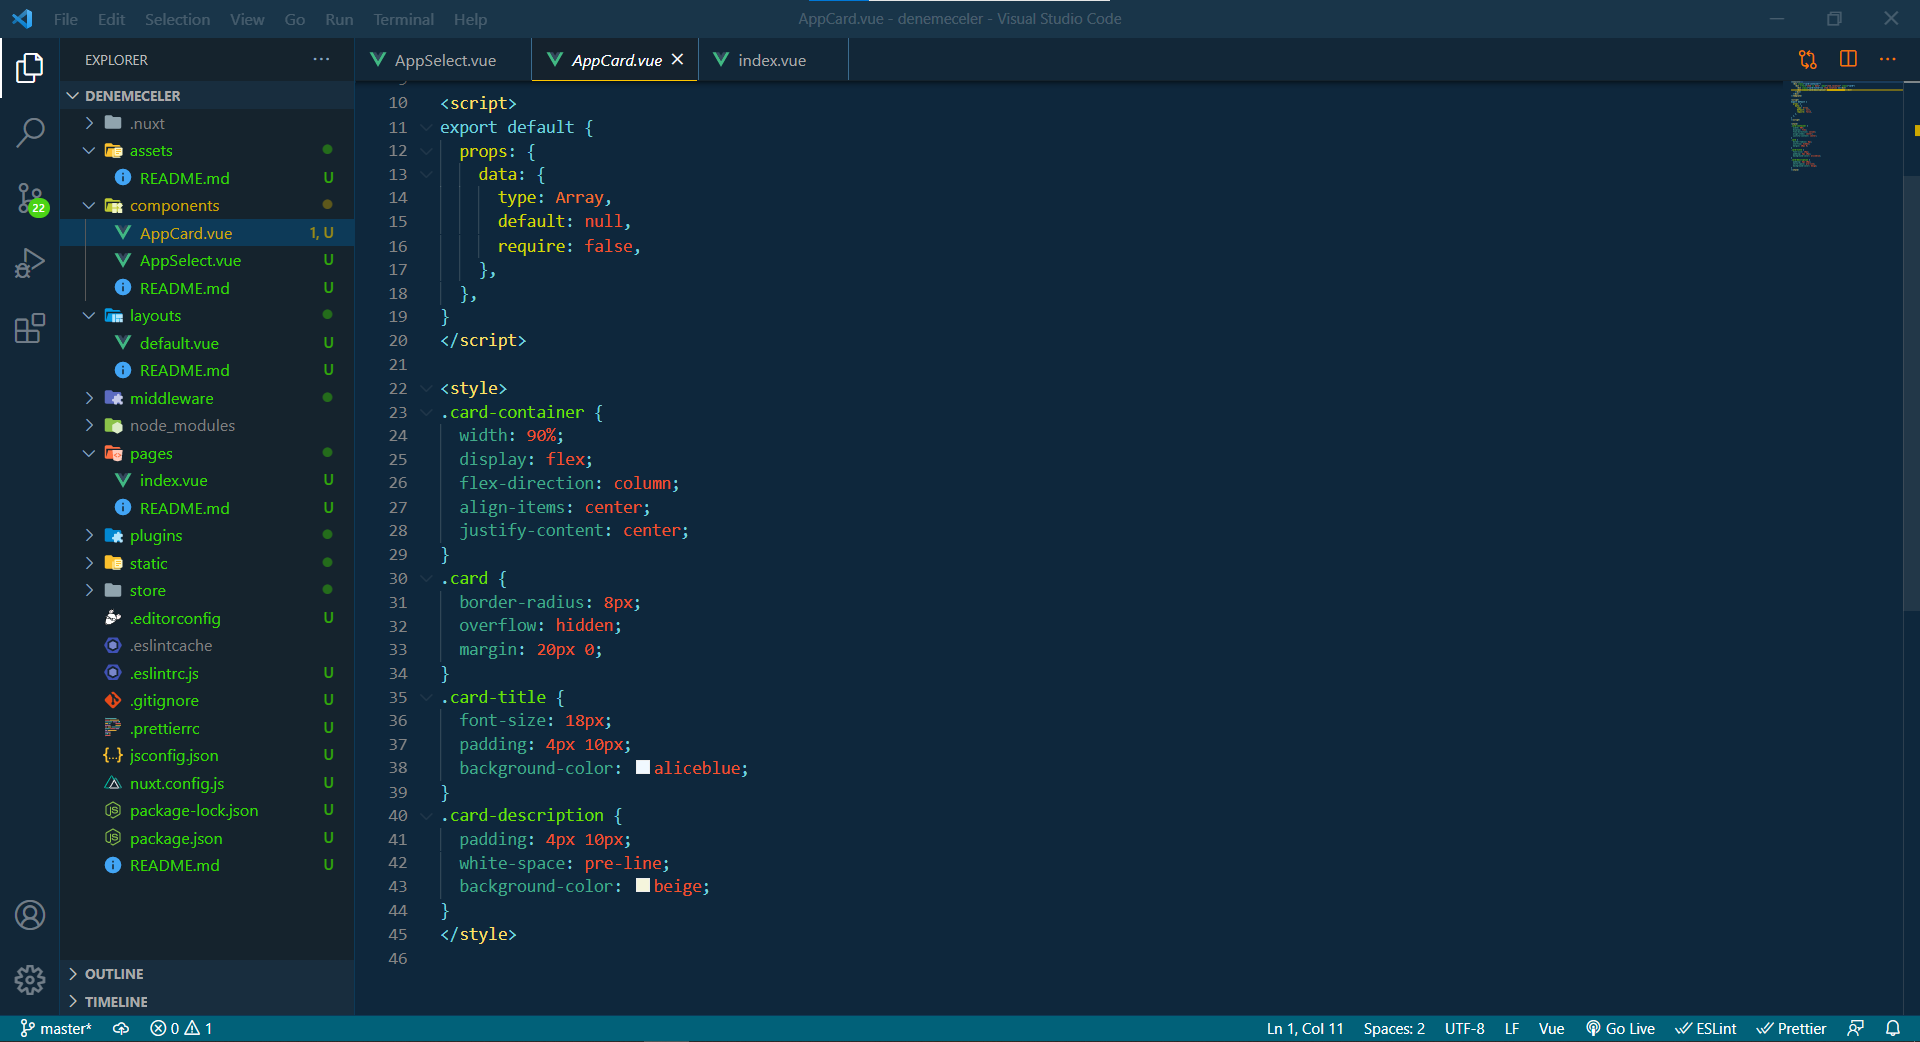 File Edit Selection View Go Run Terminal Help
AppCard.vue - denemeceler - Visual Studio Code
EXPLORER
DENEMECELER
.nuxt
assets
README.md U
components
AppCard.vue 1, U
AppSelect.vue U
README.md U
layouts
default.vue U
README.md U
middleware
node_modules
pages
index.vue U
README.md U
plugins
static
store
.editorconfig U
.eslintcache
.eslintrc.js U
.gitignore U
.prettierrc U
jsconfig.json U
nuxt.config.js U
package-lock.json U
package.json U
README.md U
OUTLINE
TIMELINE
22
AppSelect.vue
AppCard.vue
index.vue
10 <script>
11 export default {
12 props: {
13 data: {
14 type: Array,
15 default: null,
16 require: false,
17 },
18 },
19 }
20 </script>
21
22 <style>
23 .card-container {
24 width: 90%;
25 display: flex;
26 flex-direction: column;
27 align-items: center;
28 justify-content: center;
29 }
30 .card {
31 border-radius: 8px;
32 overflow: hidden;
33 margin: 20px 0;
34 }
35 .card-title {
36 font-size: 18px;
37 padding: 4px 10px;
38 background-color: aliceblue;
39 }
40 .card-description {
41 padding: 4px 10px;
42 white-space: pre-line;
43 background-color: beige;
44 }
45 </style>
46
master* 0 1
Ln 1, Col 11 Spaces: 2 UTF-8 LF Vue Go Live ESLint Prettier